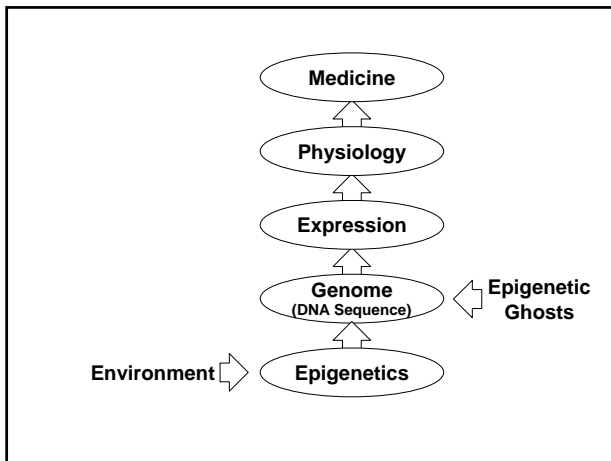 Medicine
Physiology
Expression
Genome
(DNA Sequence)
Epigenetic
Ghosts
Environment
Epigenetics